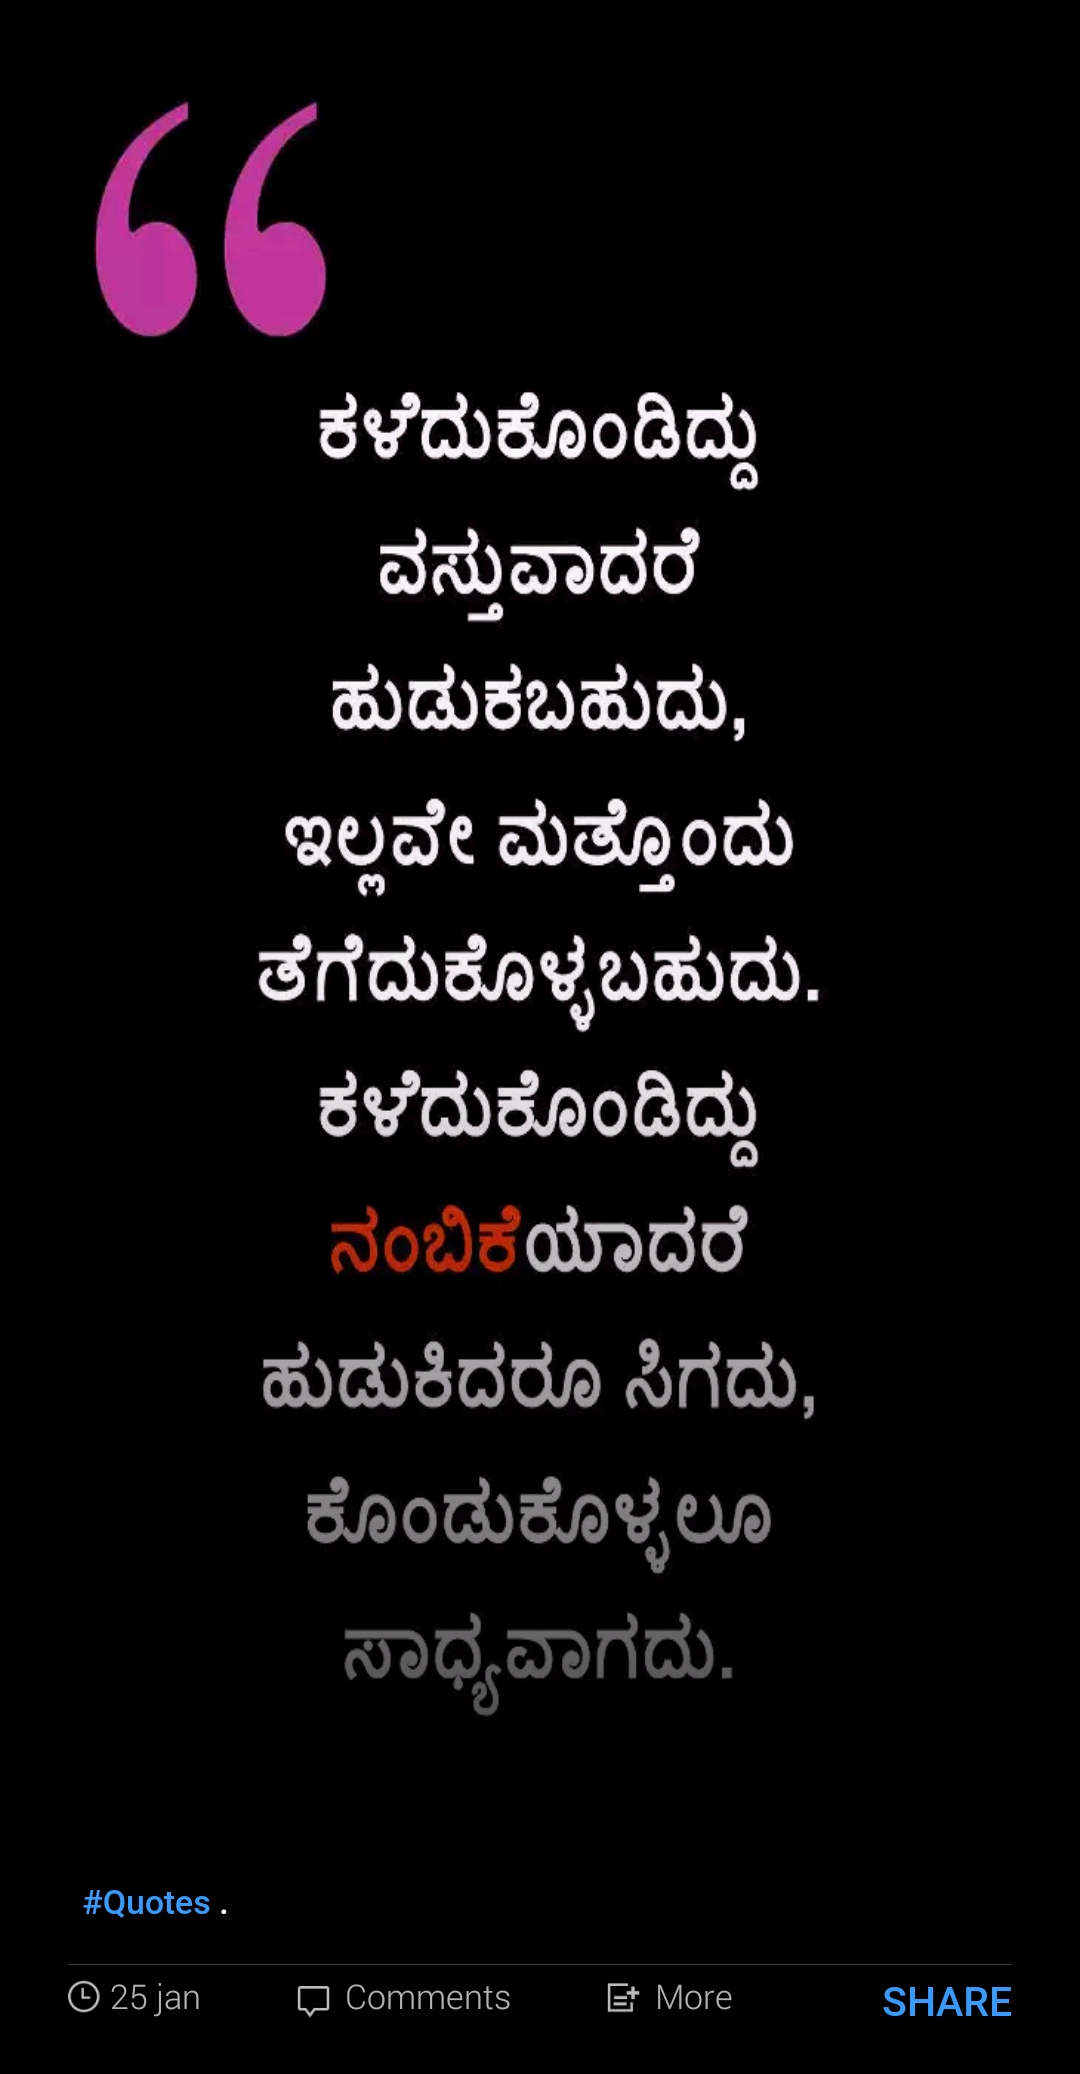 “
ಕಳೆದುಕೊಂಡಿದ್ದು
ವಸ್ತುವಾದರೆ
ಹುಡುಕಬಹುದು,
ಇಲ್ಲವೇ ಮತ್ತೊಂದು
ತೆಗೆದುಕೊಳ್ಳಬಹುದು.
ಕಳೆದುಕೊಂಡಿದ್ದು
ನಂಬಿಕೆಯಾದರೆ
ಹುಡುಕಿದರೂ ಸಿಗದು,
ಕೊಂಡುಕೊಳ್ಳಲೂ
ಸಾಧ್ಯವಾಗದು.
#Quotes .
25 jan Comments More SHARE